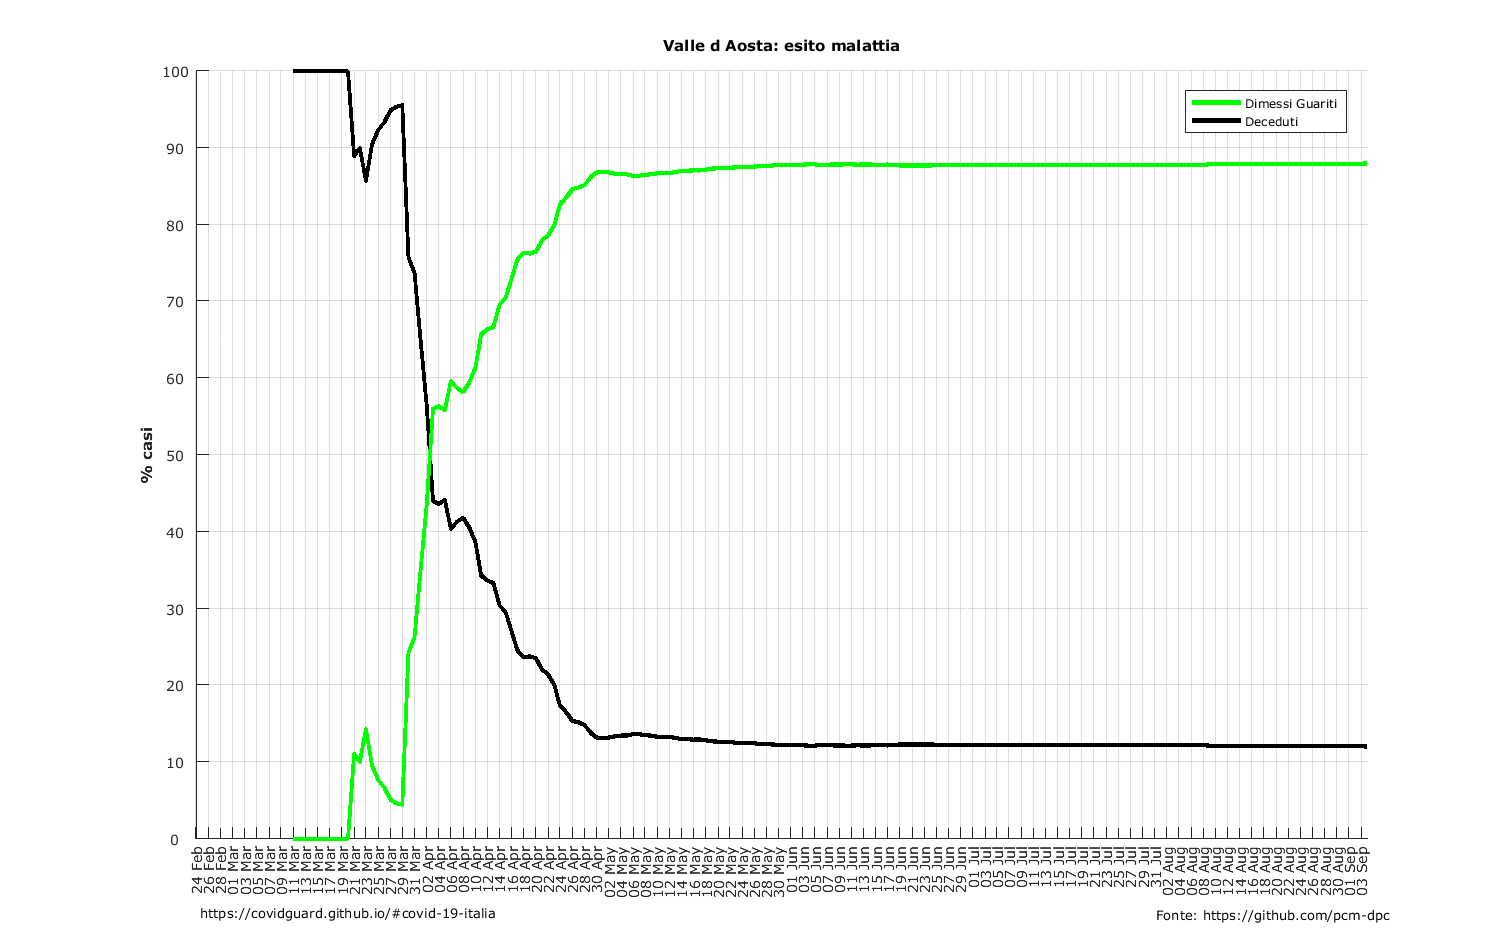 Valle d Aosta: esito malattia
Dimessi Guariti
Deceduti
% casi
100
90
80
70
60
50
40
30
20
10
0
24 Feb
26 Feb
28 Feb
01 Mar
03 Mar
05 Mar
07 Mar
09 Mar
11 Mar
13 Mar
15 Mar
17 Mar
19 Mar
21 Mar
23 Mar
25 Mar
27 Mar
29 Mar
31 Mar
02 Apr
04 Apr
06 Apr
08 Apr
10 Apr
12 Apr
14 Apr
16 Apr
18 Apr
20 Apr
22 Apr
24 Apr
26 Apr
28 Apr
30 Apr
02 May
04 May
06 May
08 May
10 May
12 May
14 May
16 May
18 May
20 May
22 May
24 May
26 May
28 May
30 May
01 Jun
03 Jun
05 Jun
07 Jun
09 Jun
11 Jun
13 Jun
15 Jun
17 Jun
19 Jun
21 Jun
23 Jun
25 Jun
27 Jun
29 Jun
01 Jul
03 Jul
05 Jul
07 Jul
09 Jul
11 Jul
13 Jul
15 Jul
17 Jul
19 Jul
21 Jul
23 Jul
25 Jul
27 Jul
29 Jul
31 Jul
02 Aug
04 Aug
06 Aug
08 Aug
10 Aug
12 Aug
14 Aug
16 Aug
18 Aug
20 Aug
22 Aug
24 Aug
26 Aug
28 Aug
30 Aug
01 Sep
03 Sep
https://covidguard.github.io/#covid-19-italia
Fonte: https://github.com/pcm-dpc